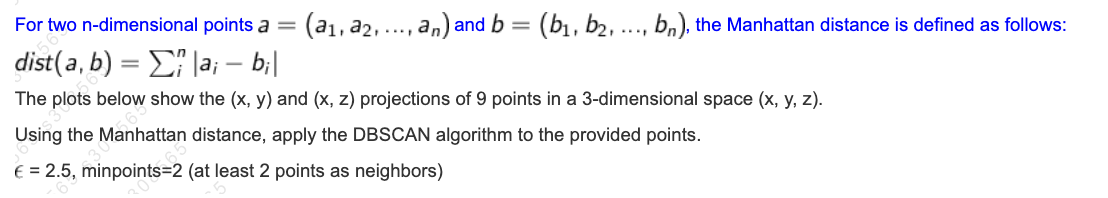 For two n-dimensional points a = (a₁, a₂, ..., aₙ) and b = (b₁, b₂, ..., bₙ), the Manhattan distance is defined as follows:
dist(a, b) = ∑ᵢⁿ |aᵢ − bᵢ|
The plots below show the (x, y) and (x, z) projections of 9 points in a 3-dimensional space (x, y, z).
Using the Manhattan distance, apply the DBSCAN algorithm to the provided points.
ϵ = 2.5, minpoints=2 (at least 2 points as neighbors)